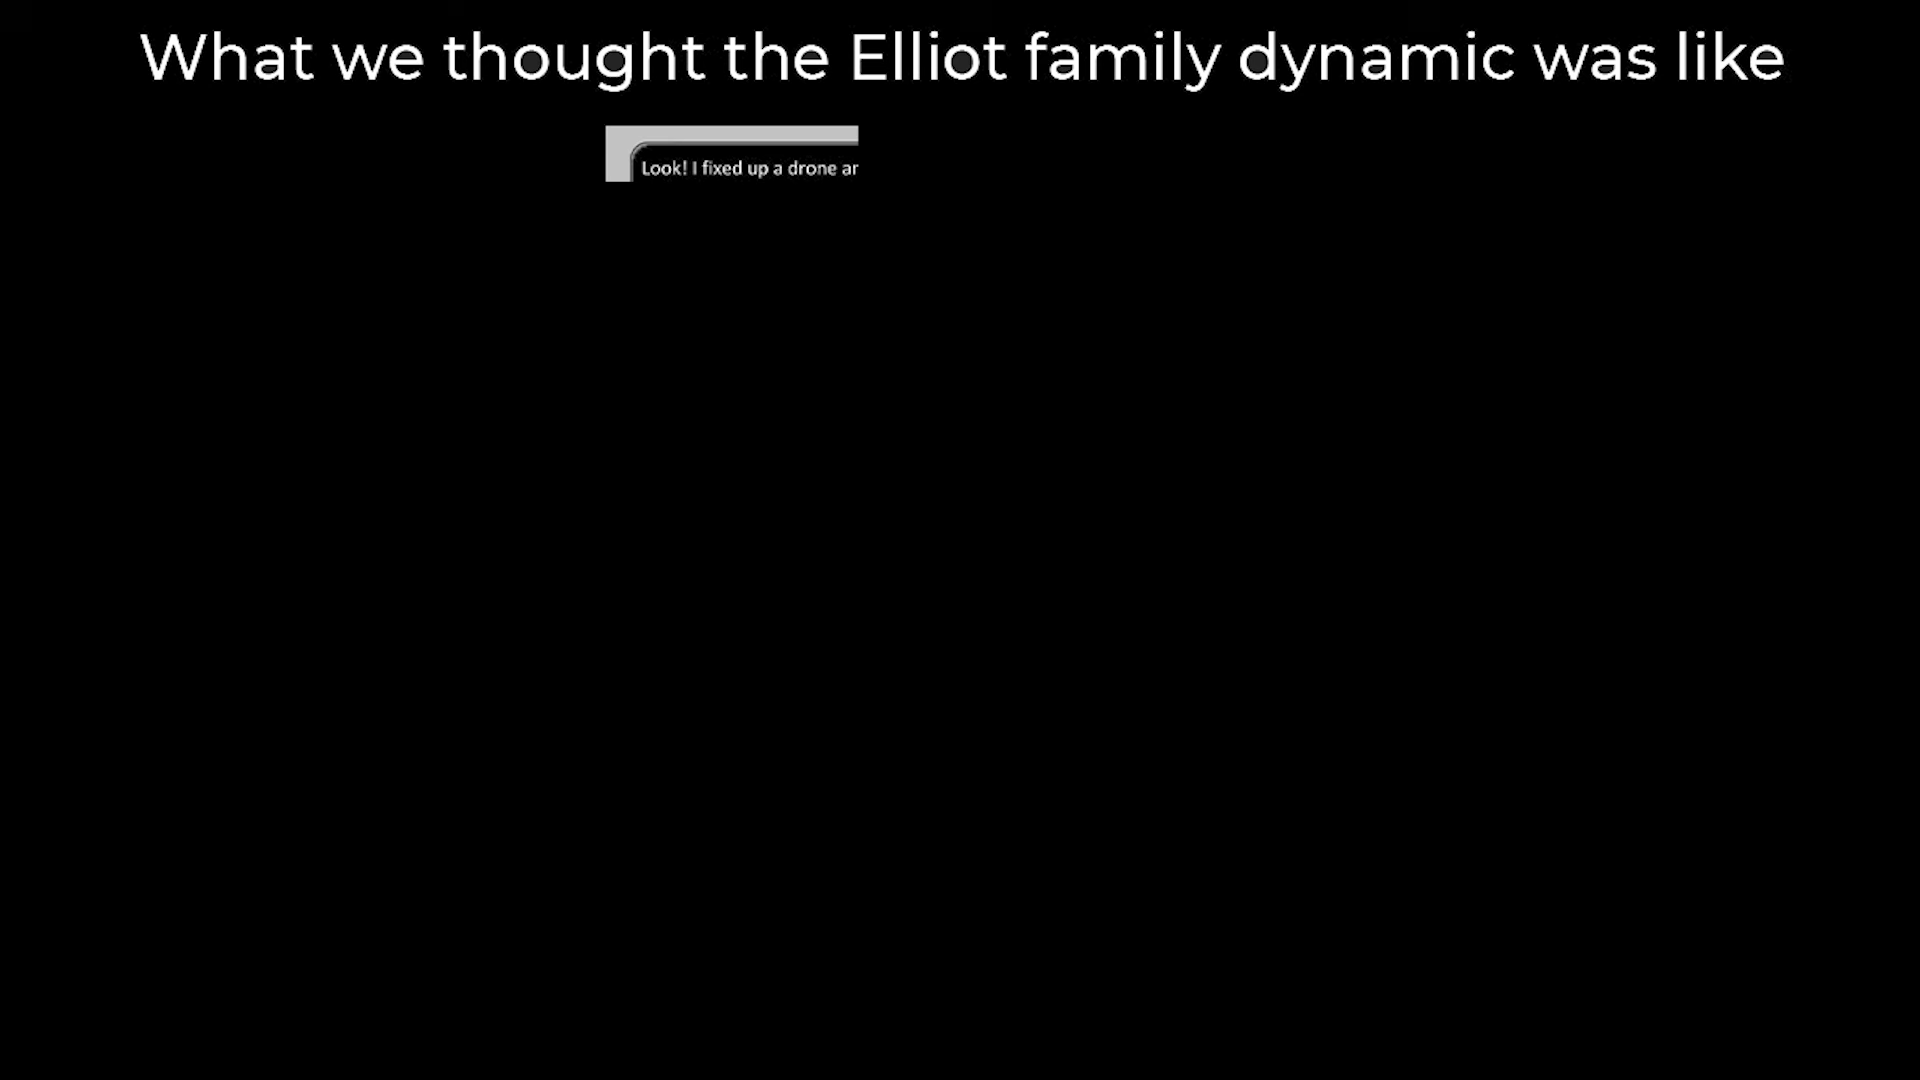 What we thought the Elliot family dynamic was like
Look! I fixed up a drone